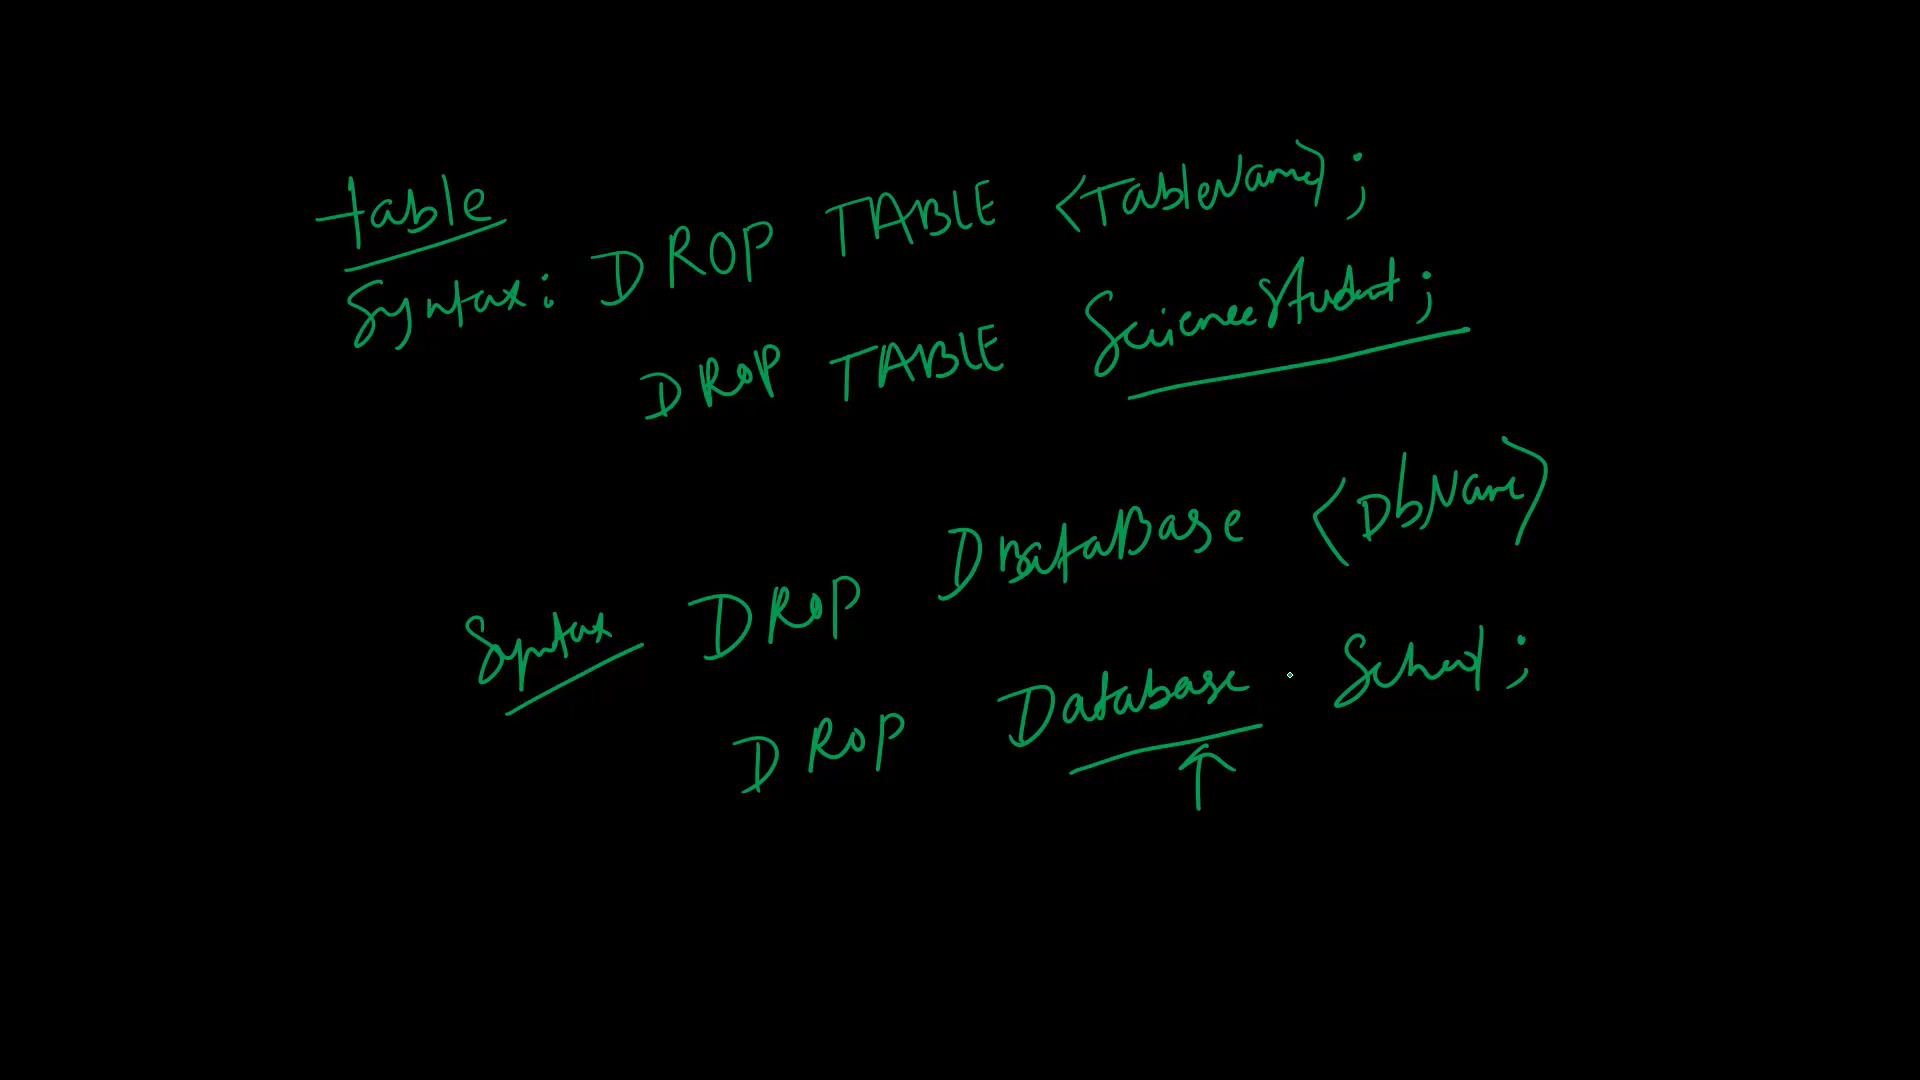 table
Syntax: DROP TABLE <TableName>;
DROP TABLE ScienceStudent;
Syntax DROP DataBase <DbName>
DROP Database School;